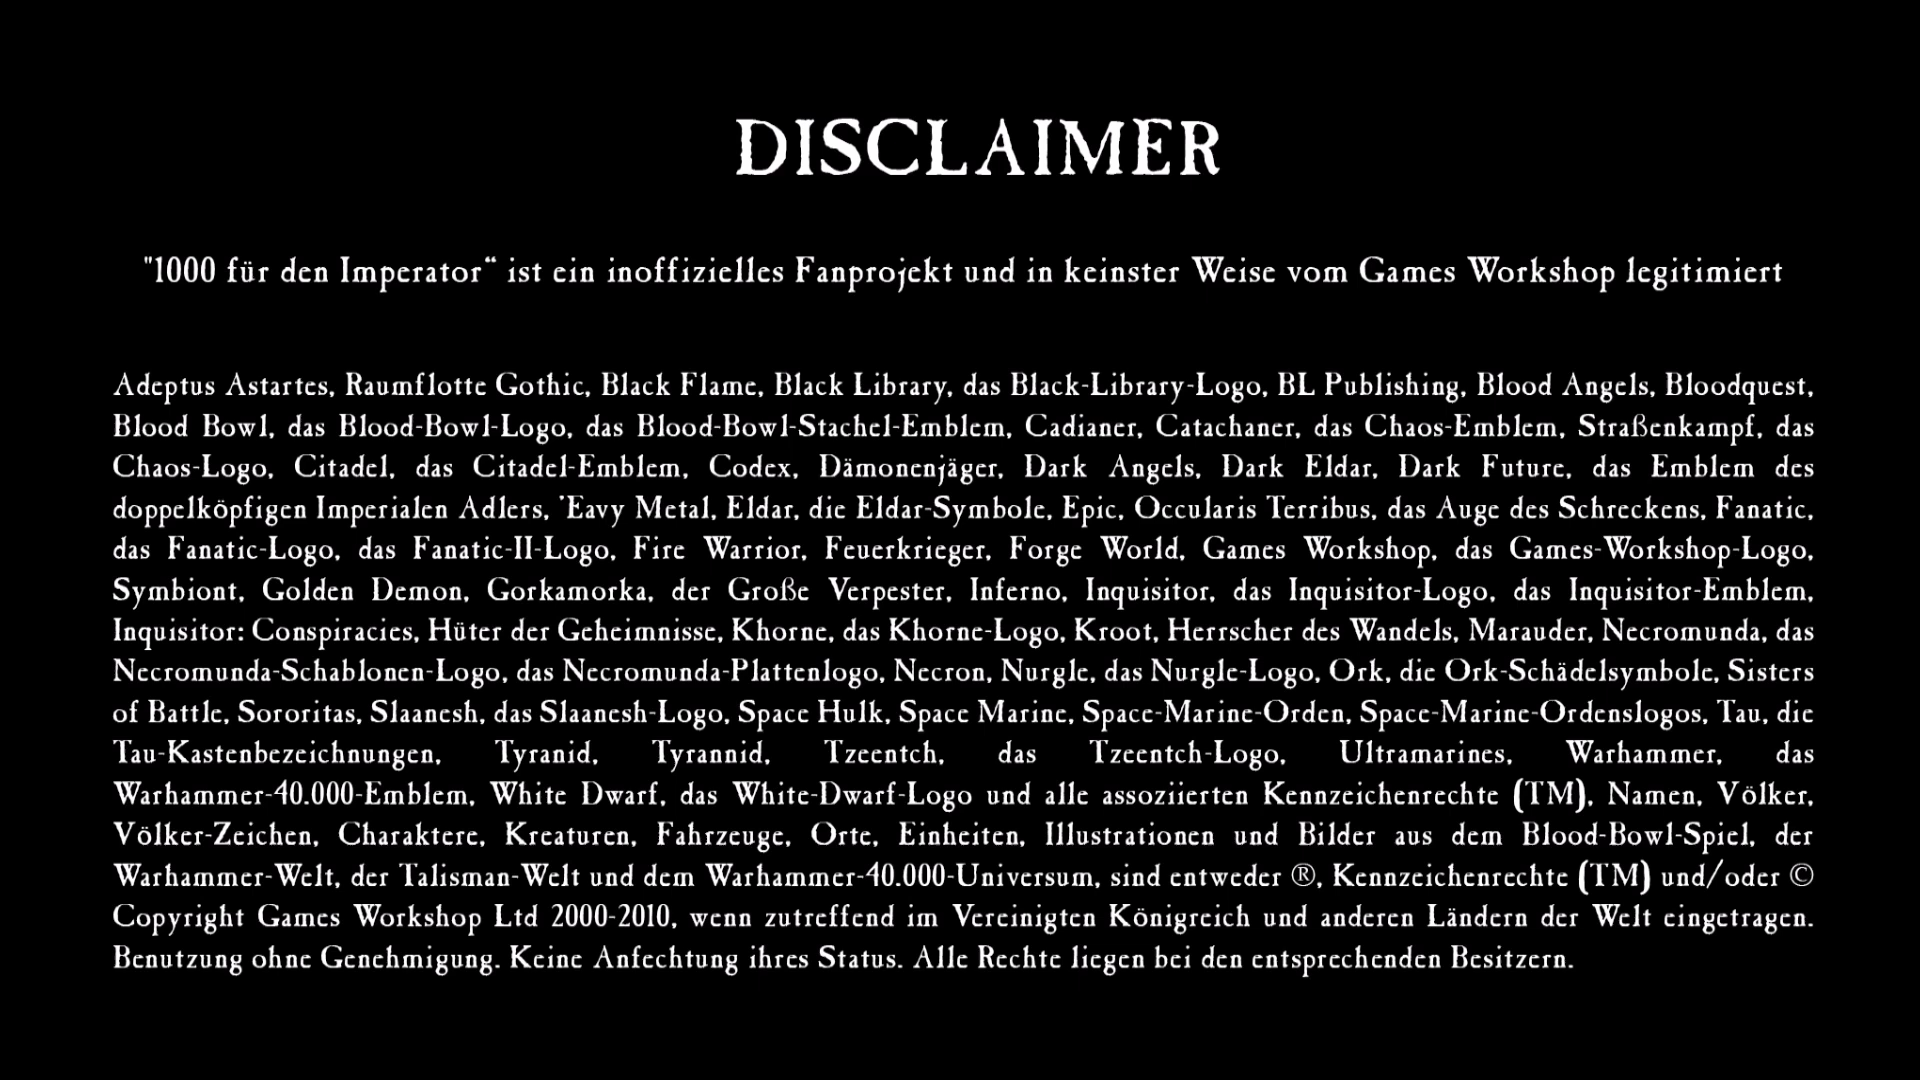 DISCLAIMER
"1000 für den Imperator“ ist ein inoffizielles Fanprojekt und in keinster Weise vom Games Workshop legitimiert
Adeptus Astartes, Raumflotte Gothic, Black Flame, Black Library, das Black-Library-Logo, BL Publishing, Blood Angels, Bloodquest,
Blood Bowl, das Blood-Bowl-Logo, das Blood-Bowl-Stachel-Emblem, Cadianer, Catachaner, das Chaos-Emblem, Straßenkampf, das
Chaos-Logo, Citadel, das Citadel-Emblem, Codex, Dämonenjäger, Dark Angels, Dark Eldar, Dark Future, das Emblem des
doppelköpfigen Imperialen Adlers, 'Eavy Metal, Eldar, die Eldar-Symbole, Epic, Occularis Terribus, das Auge des Schreckens, Fanatic,
das Fanatic-Logo, das Fanatic-II-Logo, Fire Warrior, Feuerkrieger, Forge World, Games Workshop, das Games-Workshop-Logo,
Symbiont, Golden Demon, Gorkamorka, der Große Verpester, Inferno, Inquisitor, das Inquisitor-Logo, das Inquisitor-Emblem,
Inquisitor: Conspiracies, Hüter der Geheimnisse, Khorne, das Khorne-Logo, Kroot, Herrscher des Wandels, Marauder, Necromunda, das
Necromunda-Schablonen-Logo, das Necromunda-Plattenlogo, Necron, Nurgle, das Nurgle-Logo, Ork, die Ork-Schädelsymbole, Sisters
of Battle, Sororitas, Slaanesh, das Slaanesh-Logo, Space Hulk, Space Marine, Space-Marine-Orden, Space-Marine-Ordenslogos, Tau, die
Tau-Kastenbezeichnungen, Tyranid, Tyrannid, Tzeentch, das Tzeentch-Logo, Ultramarines, Warhammer, das
Warhammer-40.000-Emblem, White Dwarf, das White-Dwarf-Logo und alle assoziierten Kennzeichenrechte (TM), Namen, Völker,
Völker-Zeichen, Charaktere, Kreaturen, Fahrzeuge, Orte, Einheiten, Illustrationen und Bilder aus dem Blood-Bowl-Spiel, der
Warhammer-Welt, der Talisman-Welt und dem Warhammer-40.000-Universum, sind entweder ®, Kennzeichenrechte (TM) und/oder ©
Copyright Games Workshop Ltd 2000-2010, wenn zutreffend im Vereinigten Königreich und anderen Ländern der Welt eingetragen.
Benutzung ohne Genehmigung. Keine Anfechtung ihres Status. Alle Rechte liegen bei den entsprechenden Besitzern.